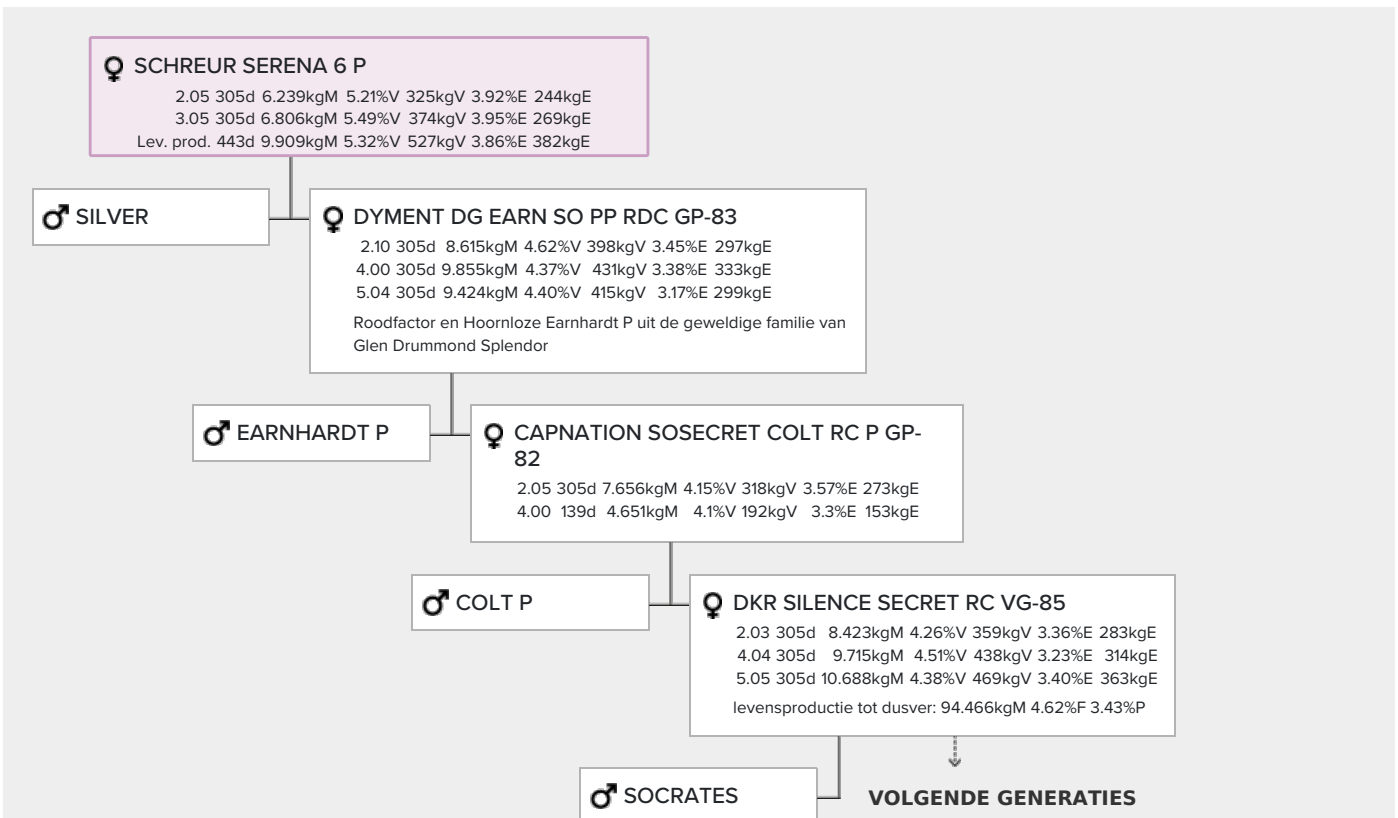 SCHREUR SERENA 6 P
2.05 305d 6.239kgM 5.21%V 325kgV 3.92%E 244kgE
3.05 305d 6.806kgM 5.49%V 374kgV 3.95%E 269kgE
Lev. prod. 443d 9.909kgM 5.32%V 527kgV 3.86%E 382kgE
SILVER
DYMENT DG EARN SO PP RDC GP-83
2.10 305d 8.615kgM 4.62%V 398kgV 3.45%E 297kgE
4.00 305d 9.855kgM 4.37%V 431kgV 3.38%E 333kgE
5.04 305d 9.424kgM 4.40%V 415kgV 3.17%E 299kgE
Roodfactor en Hoornloze Earnhardt P uit de geweldige familie van
Glen Drummond Splendor
EARNHARDT P
CAPNATION SOSECRET COLT RC P GP-
82
2.05 305d 7.656kgM 4.15%V 318kgV 3.57%E 273kgE
4.00 139d 4.651kgM 4.1%V 192kgV 3.3%E 153kgE
COLT P
DKR SILENCE SECRET RC VG-85
2.03 305d 8.423kgM 4.26%V 359kgV 3.36%E 283kgE
4.04 305d 9.715kgM 4.51%V 438kgV 3.23%E 314kgE
5.05 305d 10.688kgM 4.38%V 469kgV 3.40%E 363kgE
levensproductie tot dusver: 94.466kgM 4.62%F 3.43%P
SOCRATES
VOLGENDE GENERATIES